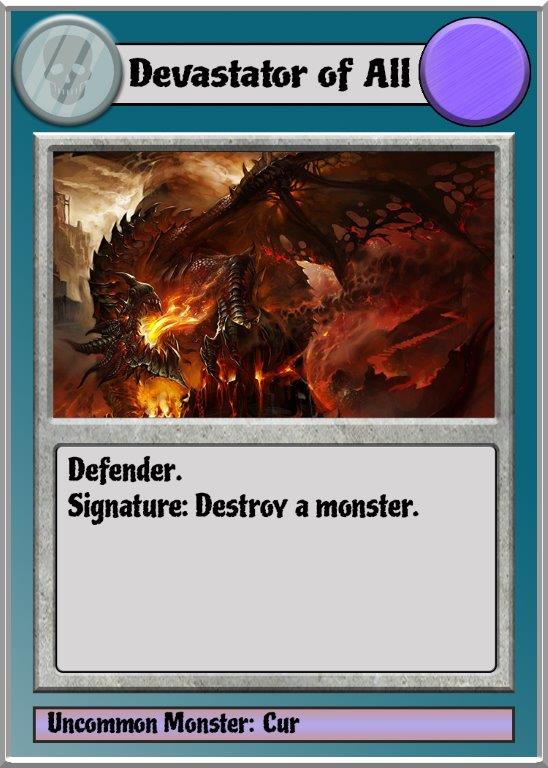 Devastator of All
Defender.
Signature: Destroy a monster.
Uncommon Monster: Cur